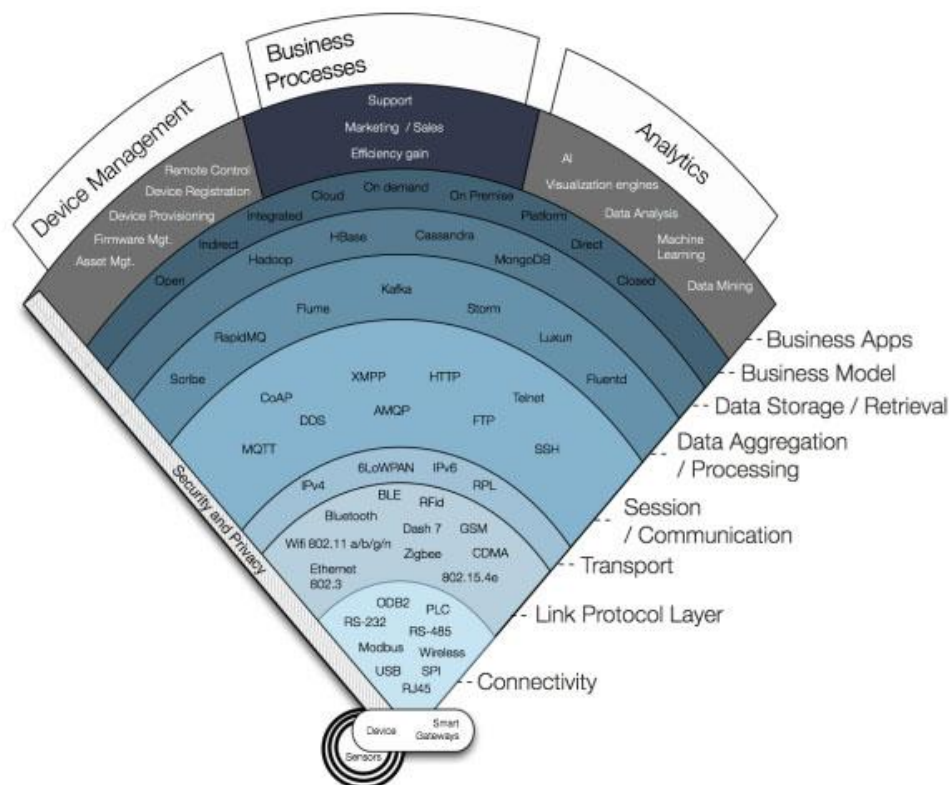 Business
Processes
Device Management
Analytics
Support
Marketing / Sales
Efficiency gain
Remote Control
Device Registration
Device Provisioning
Firmware Mgt.
Asset Mgt.
AI
Visualization engines
Data Analysis
Machine
Learning
Data Mining
Open
Indirect
Integrated
Cloud
On demand
On Premise
Platform
Direct
Closed
Hadoop
HBase
Cassandra
MongoDB
Scribe
RapidMQ
Flume
Kafka
Storm
Luxun
Fluentd
MQTT
CoAP
DDS
XMPP
AMQP
HTTP
FTP
Telnet
SSH
IPv4
6LoWPAN
IPv6
RPL
BLE
RFid
Bluetooth
Dash 7
GSM
Wifi 802.11 a/b/g/n
Zigbee
CDMA
Ethernet
802.3
802.15.4e
ODB2
PLC
RS-232
RS-485
Modbus
Wireless
USB
SPI
RJ45
Security and Privacy
Business Apps
Business Model
Data Storage / Retrieval
Data Aggregation
/ Processing
Session
/ Communication
Transport
Link Protocol Layer
Connectivity
Device
Smart
Gateways
Sensors